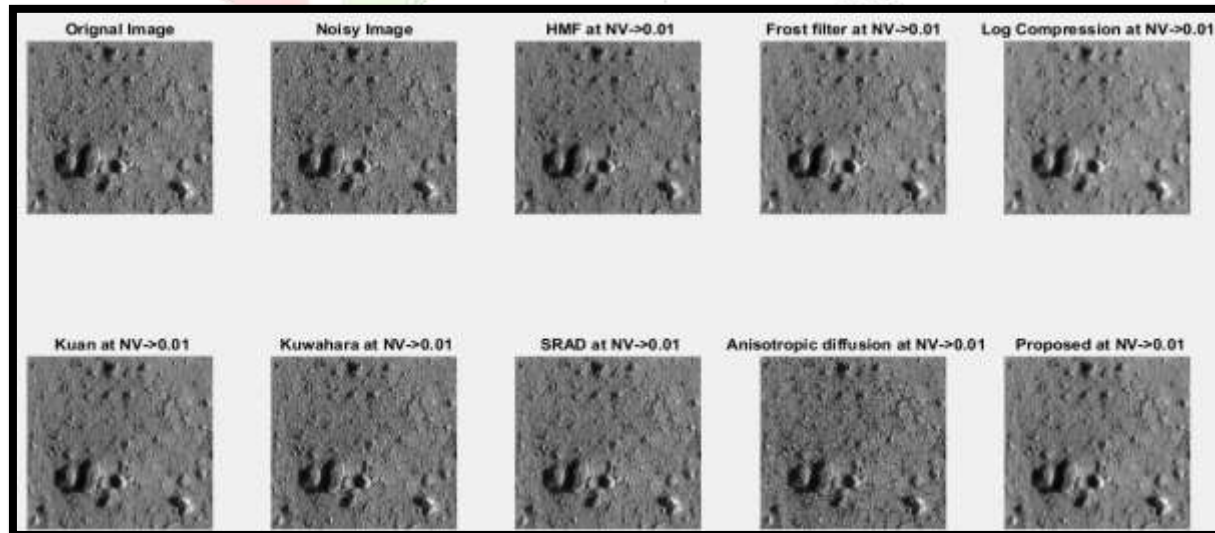 Orignal Image
Noisy Image
HMF at NV->0.01
Frost filter at NV->0.01
Log Compression at NV->0.01
Kuan at NV->0.01
Kuwahara at NV->0.01
SRAD at NV->0.01
Anisotropic diffusion at NV->0.01
Proposed at NV->0.01